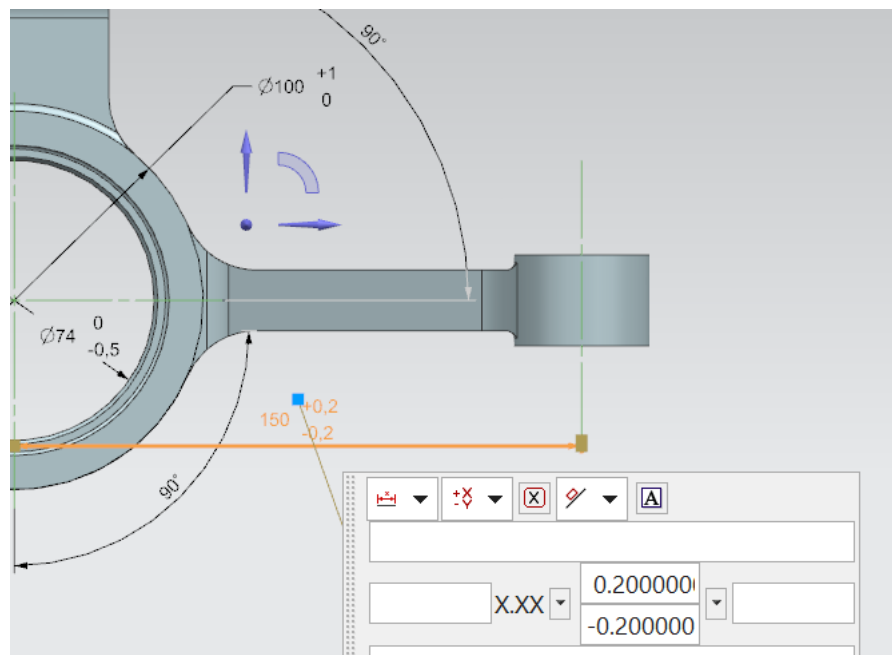 90°
Ø100 +1
0
Ø74 0
-0,5
150 +0,2
-0,2
90°
+X
-Y
X
A
X.XX
0.200000
-0.200000